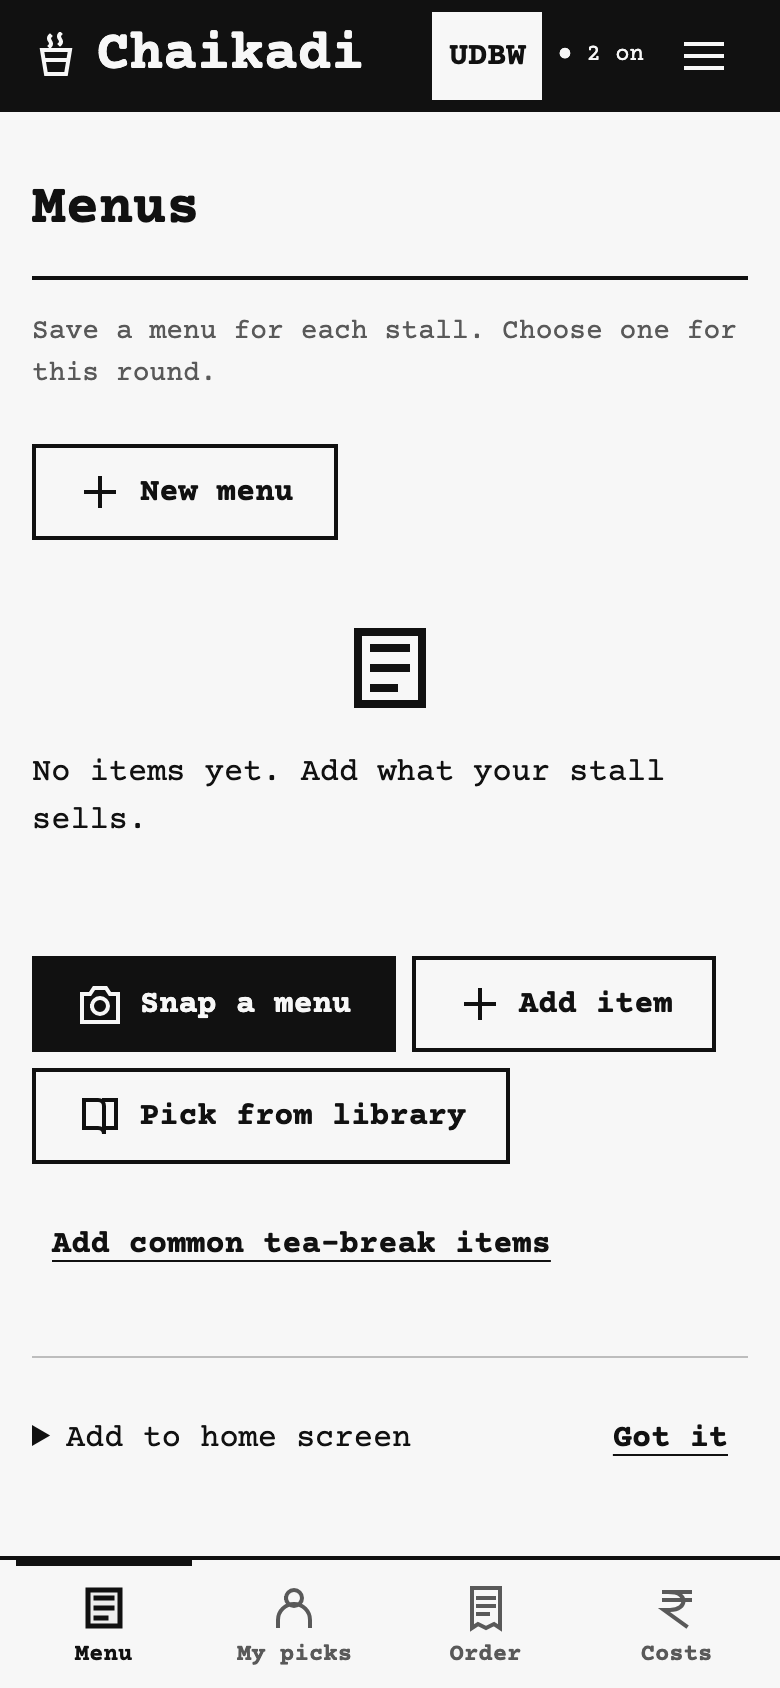 Chaikadi
UDBW
2 on
Menus
Save a menu for each stall. Choose one for
this round.
New menu
No items yet. Add what your stall
sells.
Snap a menu
Add item
Pick from library
Add common tea-break items
Add to home screen
Got it
Menu
My picks
Order
Costs